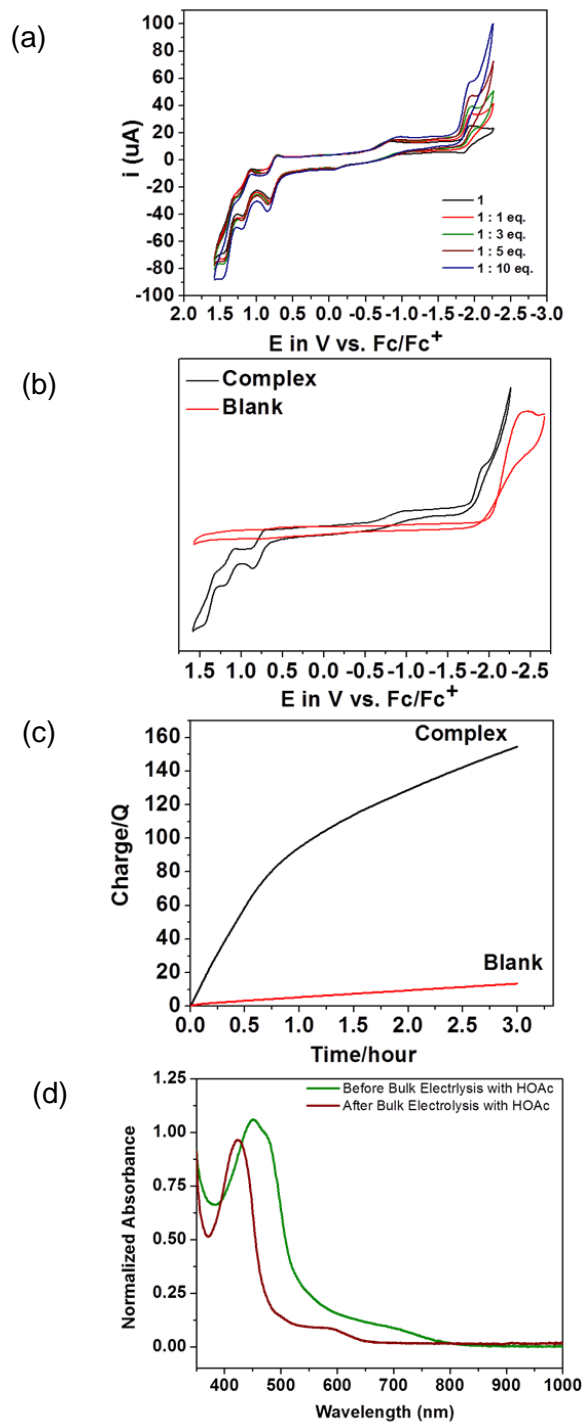 (a)
100
80
60
40
20
0
-20
-40
-60
-80
-100
i (uA)
1
1 : 1 eq.
1 : 3 eq.
1 : 5 eq.
1 : 10 eq.
2.0 1.5 1.0 0.5 0.0 -0.5 -1.0 -1.5 -2.0 -2.5 -3.0
E in V vs. Fc/Fc+
(b)
Complex
Blank
1.5 1.0 0.5 0.0 -0.5 -1.0 -1.5 -2.0 -2.5
E in V vs. Fc/Fc+
(c)
160
140
120
100
80
60
40
20
0
Charge/Q
Complex
Blank
0.0 0.5 1.0 1.5 2.0 2.5 3.0
Time/hour
(d)
1.25
1.00
0.75
0.50
0.25
0.00
Normalized Absorbance
Before Bulk Electrlysis with HOAc
After Bulk Electrolysis with HOAc
400 500 600 700 800 900 1000
Wavelength (nm)